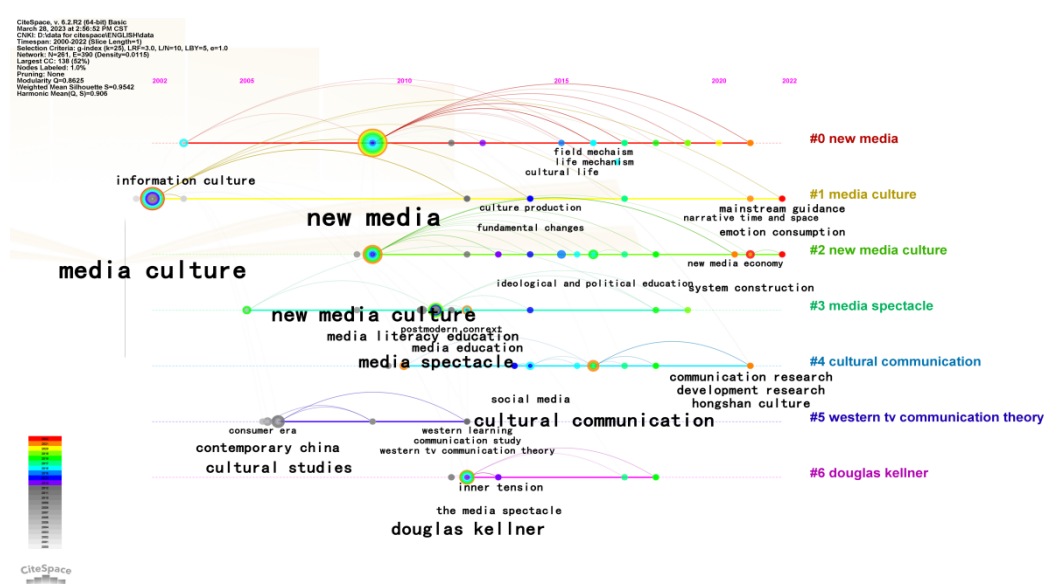 CiteSpace, v. 6.2.R2 (64-bit) Basic
March 28, 2023 at 2:56:52 PM CST
CNKI: D:\data for citespace\ENGLISH\data
Timespan: 2000-2022 (Slice Length=1)
Selection Criteria: g-index (k=25), LRF=3.0, L/N=10, LBY=5, e=1.0
Network: N=261, E=390 (Density=0.0115)
Largest CC: 138 (52%)
Nodes Labeled: 1.0%
Pruning: None
Modularity Q=0.8625
Weighted Mean Silhouette S=0.9542
Harmonic Mean(Q, S)=0.906
2002 2005 2010 2015 2020 2022
#0 new media
field mechaism
life mechanism
cultural life
information culture
#1 media culture
new media
culture production
mainstream guidance
narrative time and space
fundamental changes
emotion consumption
#2 new media culture
media culture
new media economy
ideological and political education
system construction
#3 media spectacle
new media culture
postmodern conrext
media literacy education
media education
media spectacle
#4 cultural communication
communication research
development research
hongshan culture
social media
cultural communication
#5 western tv communication theory
consumer era
western learning
contemporary china
communication study
western tv communication theory
cultural studies
#6 douglas kellner
inner tension
the media spectacle
douglas kellner
CiteSpace